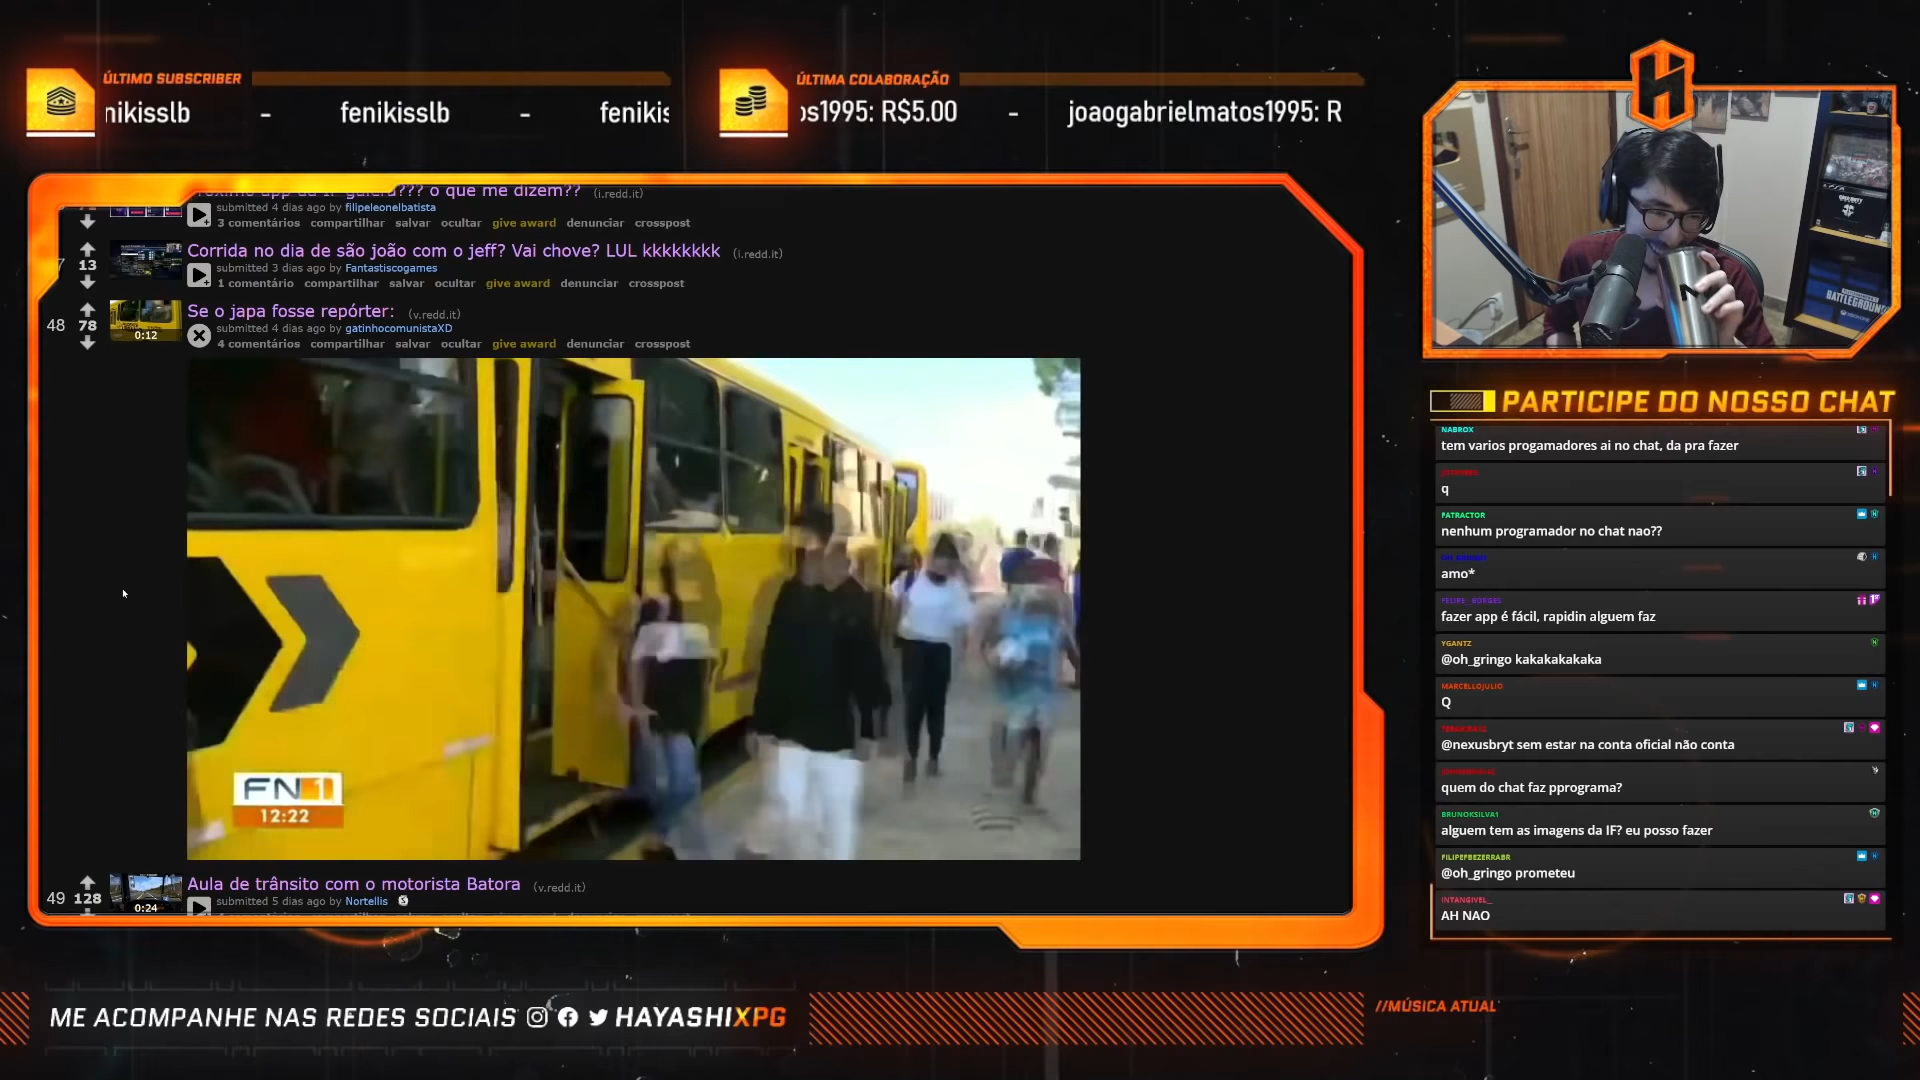 ÚLTIMO SUBSCRIBER
nikisslb - fenikisslb - fenikis
ÚLTIMA COLABORAÇÃO
os1995: R$5.00 - joaogabrielmatos1995: R
??? o que me dizem?? (i.redd.it)
submitted 4 dias ago by filipeleonelbatista
3 comentários compartilhar salvar ocultar give award denunciar crosspost
7
13
Corrida no dia de são joão com o jeff? Vai chove? LUL kkkkkkkk (i.redd.it)
submitted 3 dias ago by Fantastiscogames
1 comentário compartilhar salvar ocultar give award denunciar crosspost
48
78
0:12
Se o japa fosse repórter: (v.redd.it)
submitted 4 dias ago by gatinhocomunistaXD
4 comentários compartilhar salvar ocultar give award denunciar crosspost
FN1
12:22
49
128
0:24
Aula de trânsito com o motorista Batora (v.redd.it)
submitted 5 dias ago by Nortellis
BATTLEGROUNDS
PARTICIPE DO NOSSO CHAT
NABROX
tem varios progamadores ai no chat, da pra fazer
q
FATRACTOR
nenhum programador no chat nao??
amo*
FELIPE_BORGES
fazer app é fácil, rapidin alguem faz
YGANTZ
@oh_gringo kakakakakaka
MARCELLOJULIO
Q
@nexusbryt sem estar na conta oficial não conta
quem do chat faz pprograma?
BRUNOKSILVA1
alguem tem as imagens da IF? eu posso fazer
FILIPEFBEZERRABR
@oh_gringo prometeu
INTANGIVEL_
AH NAO
ME ACOMPANHE NAS REDES SOCIAIS HAYASHIXPG
//MÚSICA ATUAL